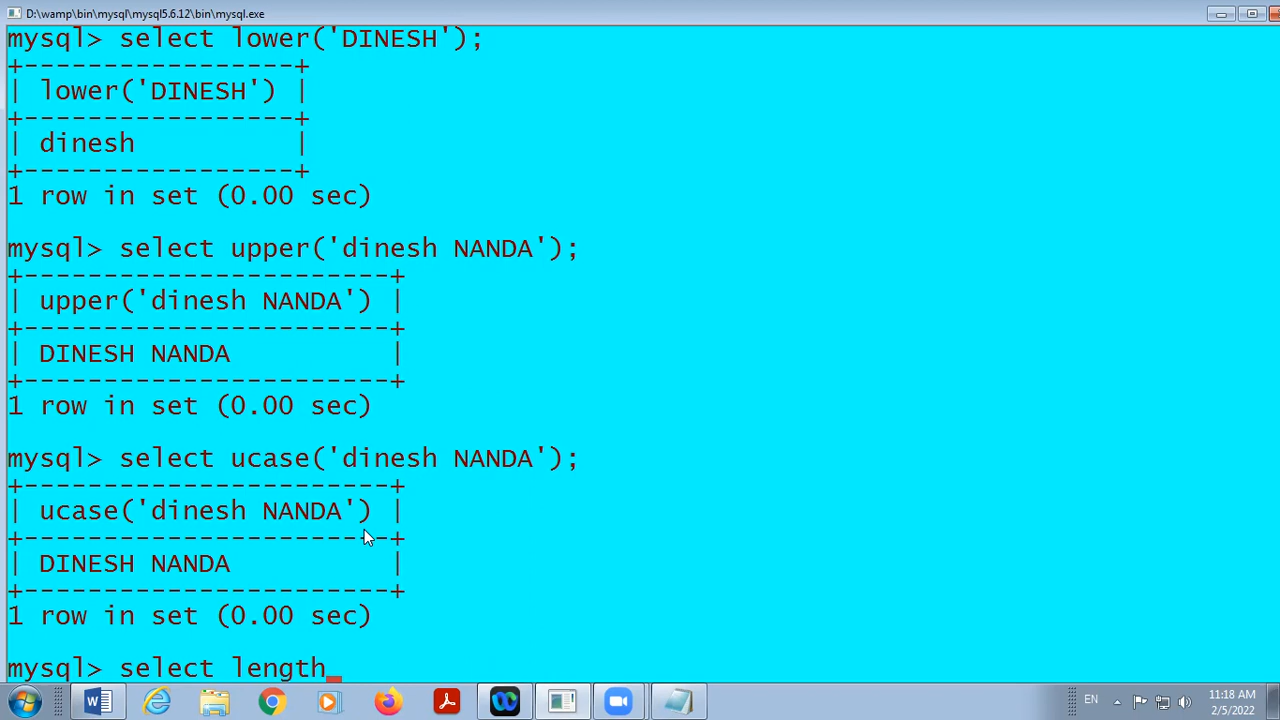 D:\wamp\bin\mysql\mysql5.6.12\bin\mysql.exe
mysql> select lower('DINESH');
+-----------------+
| lower('DINESH') |
+-----------------+
| dinesh          |
+-----------------+
1 row in set (0.00 sec)
mysql> select upper('dinesh NANDA');
+-----------------------+
| upper('dinesh NANDA') |
+-----------------------+
| DINESH NANDA          |
+-----------------------+
1 row in set (0.00 sec)
mysql> select ucase('dinesh NANDA');
+-----------------------+
| ucase('dinesh NANDA') |
+-----------------------+
| DINESH NANDA          |
+-----------------------+
1 row in set (0.00 sec)
mysql> select length_
EN
11:18 AM
2/5/2022